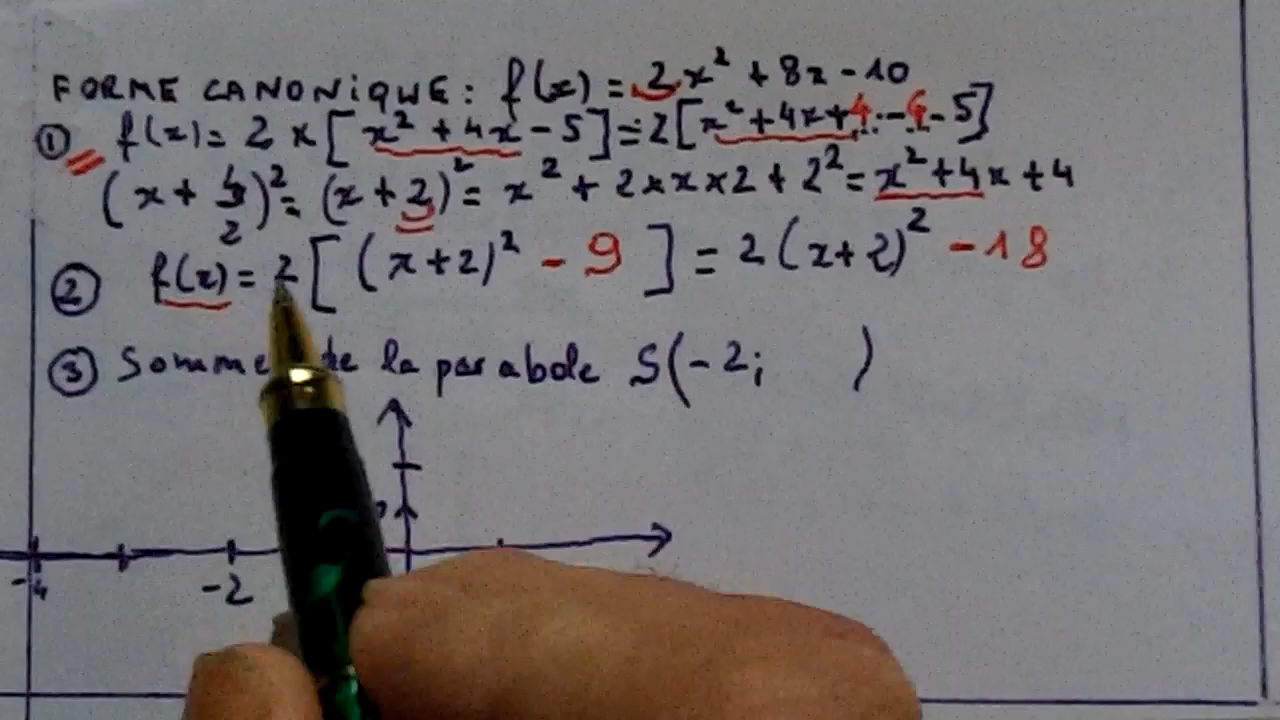 FORME CANONIQUE : f(x) = 2x² + 8x - 10
① f(x) = 2 × [x² + 4x - 5] = 2[x² + 4x + 4 - 4 - 5]
(x + 4/2)² = (x + 2)² = x² + 2 × x × 2 + 2² = x² + 4x + 4
② f(x) = 2[(x+2)² - 9] = 2(x+2)² - 18
③ Sommet de la parabole S(-2;    )
-4 -2